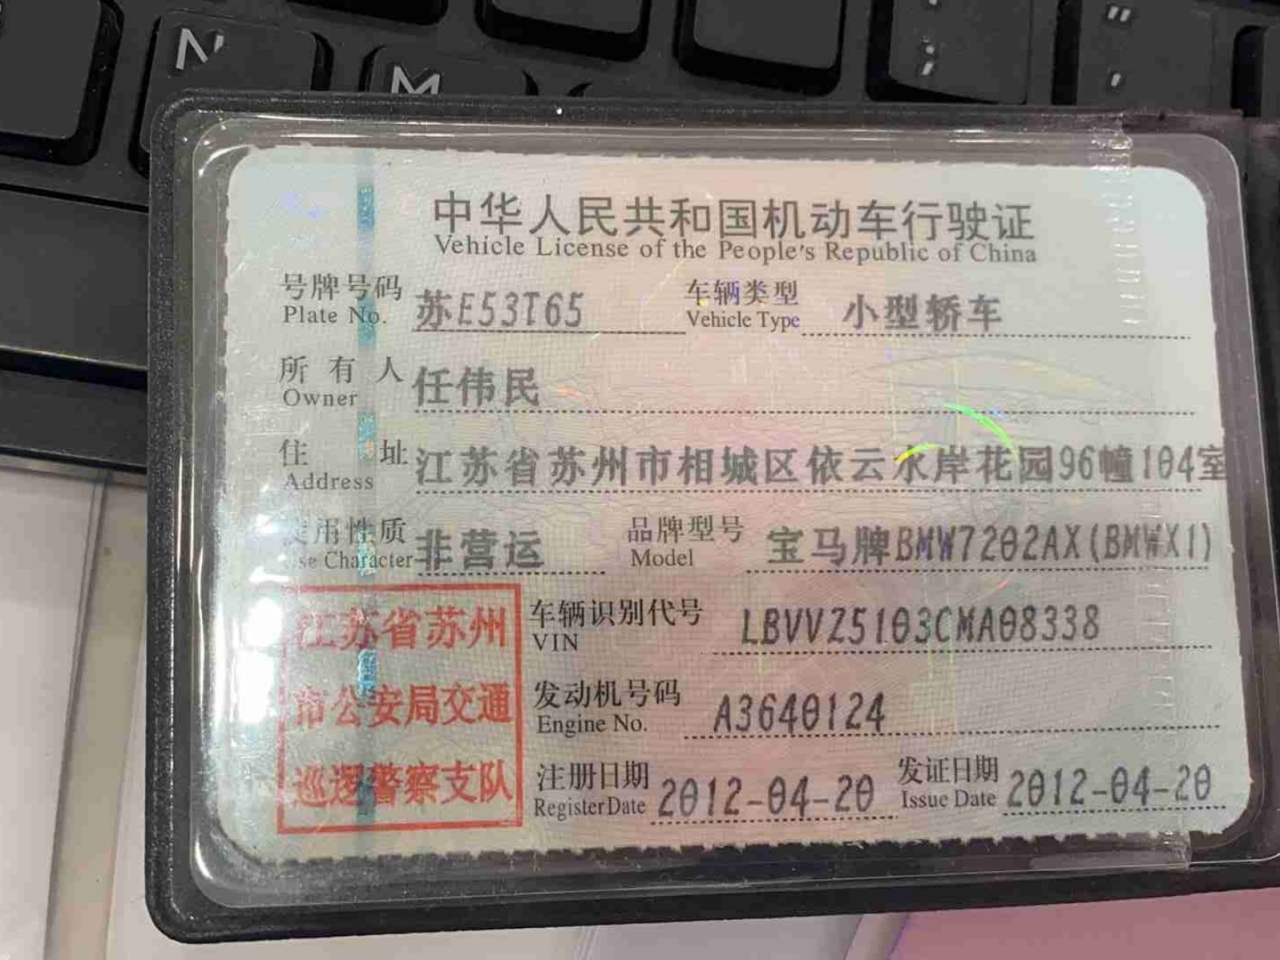 N M
中华人民共和国机动车行驶证
Vehicle License of the People's Republic of China
号牌号码 苏E53T65 车辆类型 小型轿车
Plate No. Vehicle Type
所有人 任伟民
Owner
住址 江苏省苏州市相城区依云水岸花园96幢104室
Address
使用性质 非营运 品牌型号 宝马牌BMW7202AX(BMWX1)
Use Character Model
江苏省苏州
市公安局交通
巡逻警察支队
车辆识别代号 LBVVZ5103CMA08338
VIN
发动机号码 A3640124
Engine No.
注册日期 2012-04-20 发证日期 2012-04-20
Register Date Issue Date